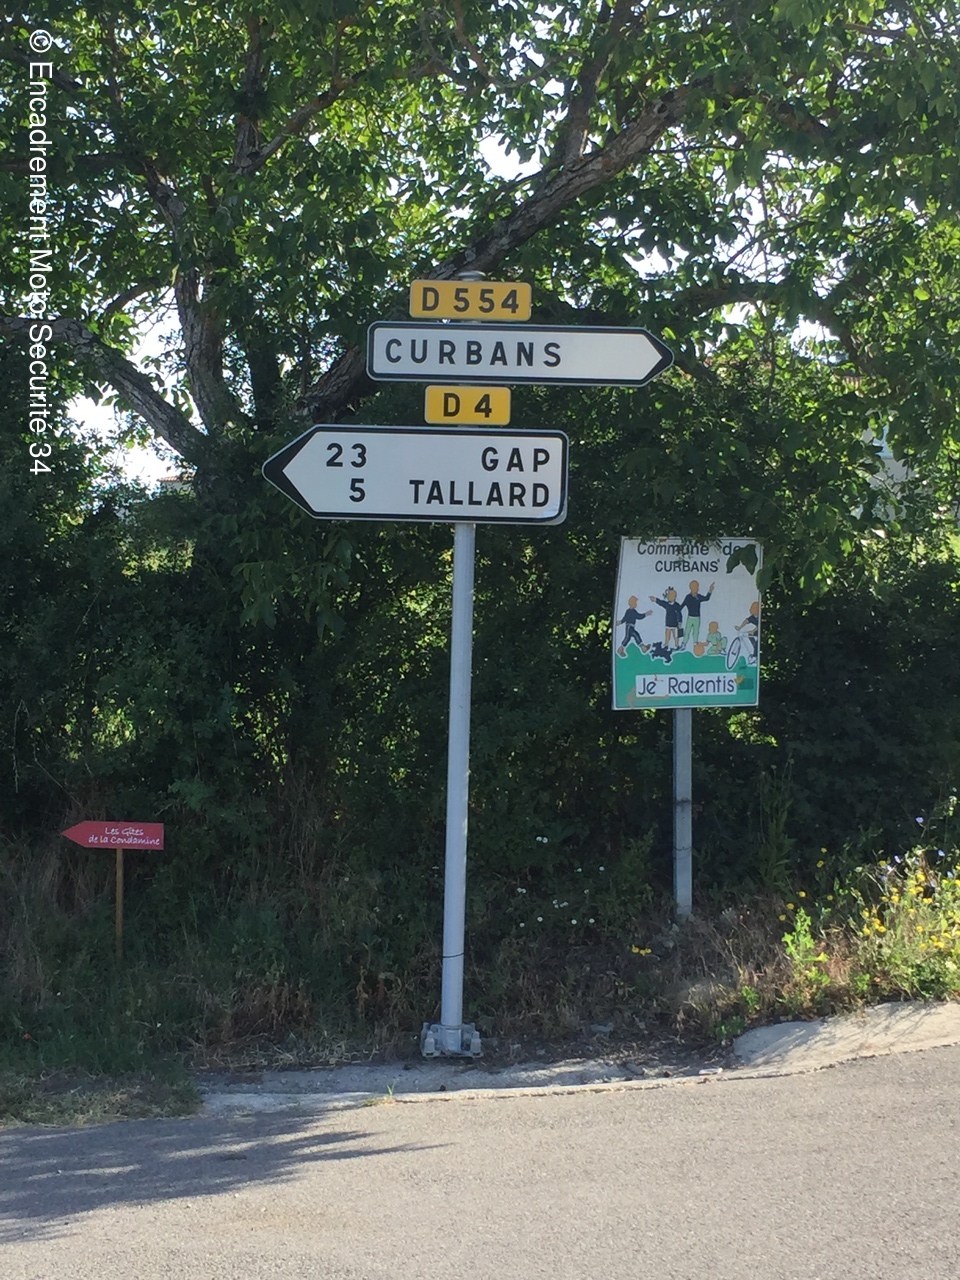 © Encadrement Moto Sécurité 34
D 554
CURBANS
D 4
23 GAP
5 TALLARD
Commune de
CURBANS
Je Ralentis
Les Gîtes
de la Condamine